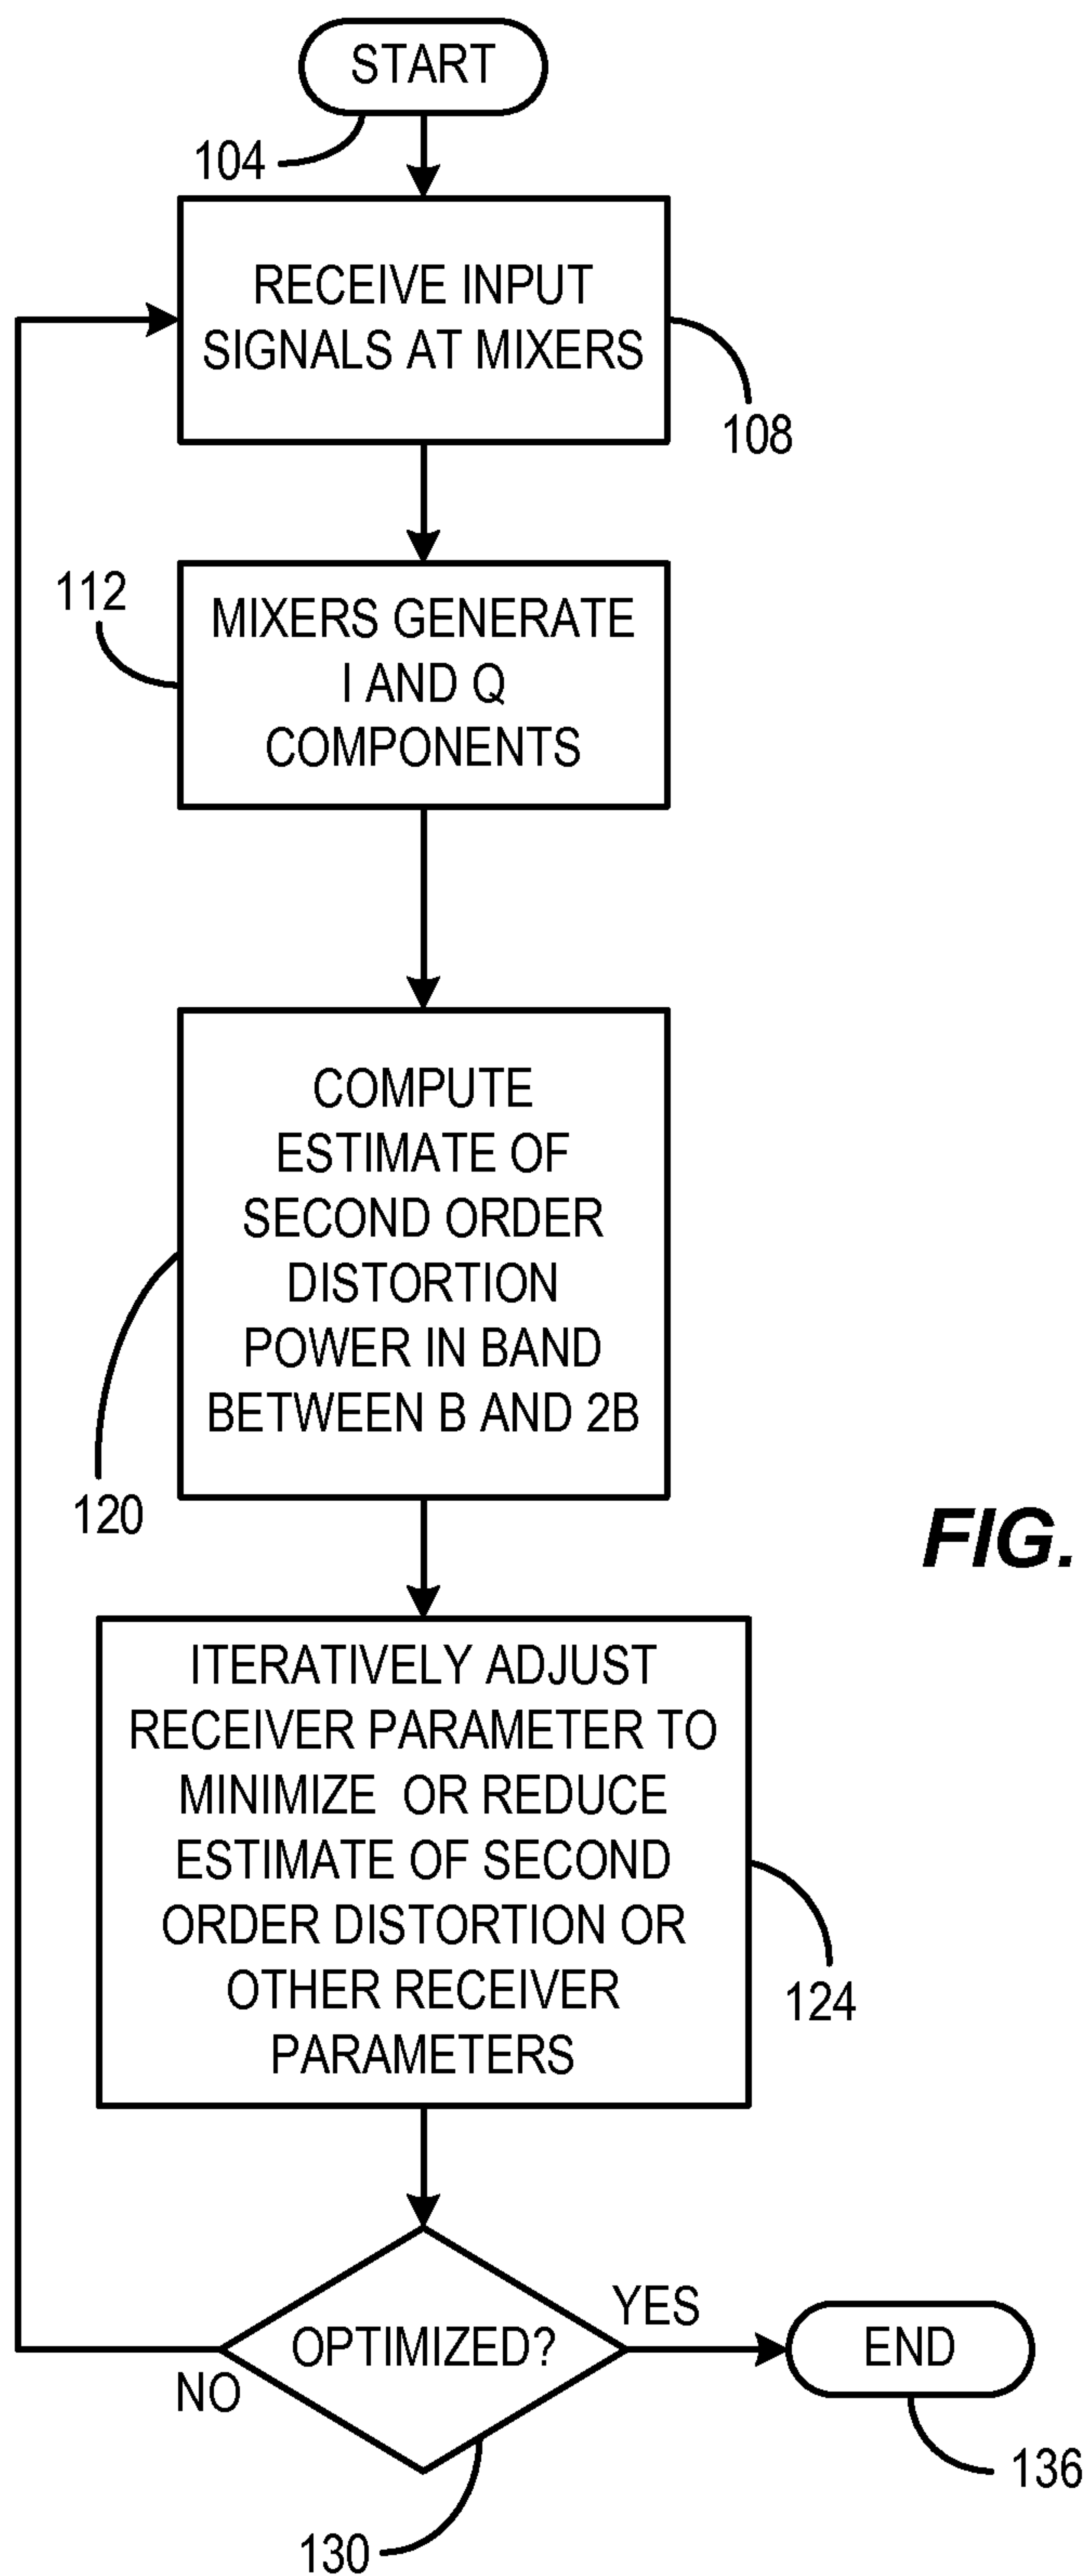 START
104
RECEIVE INPUT
SIGNALS AT MIXERS
108
112
MIXERS GENERATE
I AND Q
COMPONENTS
COMPUTE
ESTIMATE OF
SECOND ORDER
DISTORTION
POWER IN BAND
BETWEEN B AND 2B
120
FIG.
ITERATIVELY ADJUST
RECEIVER PARAMETER TO
MINIMIZE OR REDUCE
ESTIMATE OF SECOND
ORDER DISTORTION OR
OTHER RECEIVER
PARAMETERS
124
OPTIMIZED?
YES
NO
END
136
130